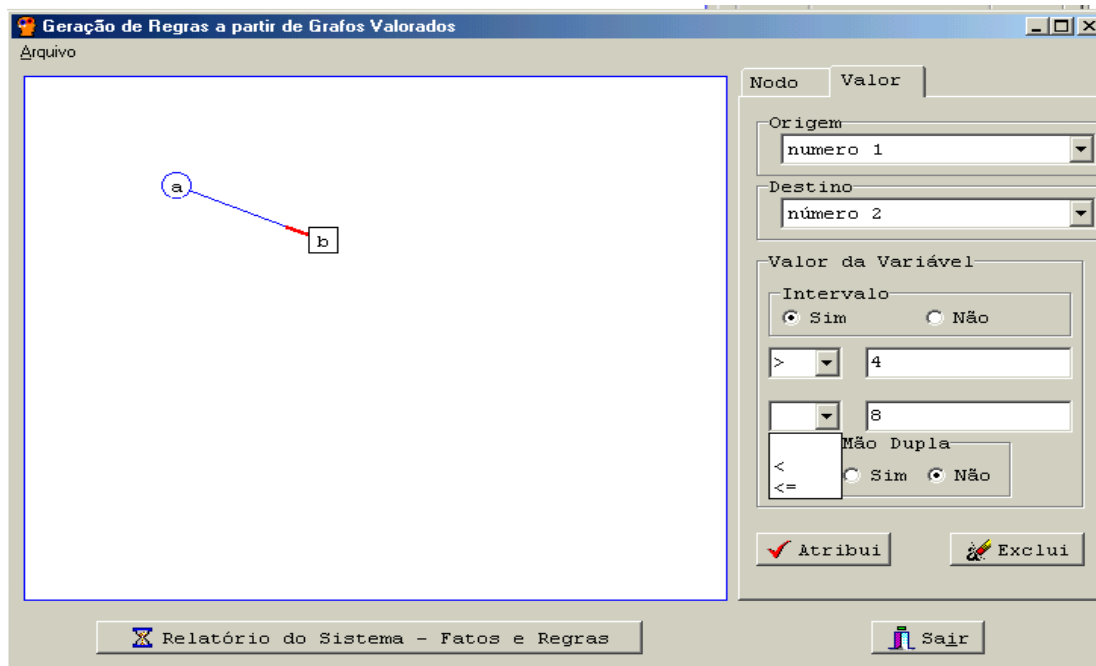 Geração de Regras a partir de Grafos Valorados
Arquivo
a
b
Nodo Valor
Origem
numero 1
Destino
número 2
Valor da Variável
Intervalo
Sim Não
> 4
8
<
<=
Mão Dupla
Sim Não
Atribui Exclui
Relatório do Sistema - Fatos e Regras Sair